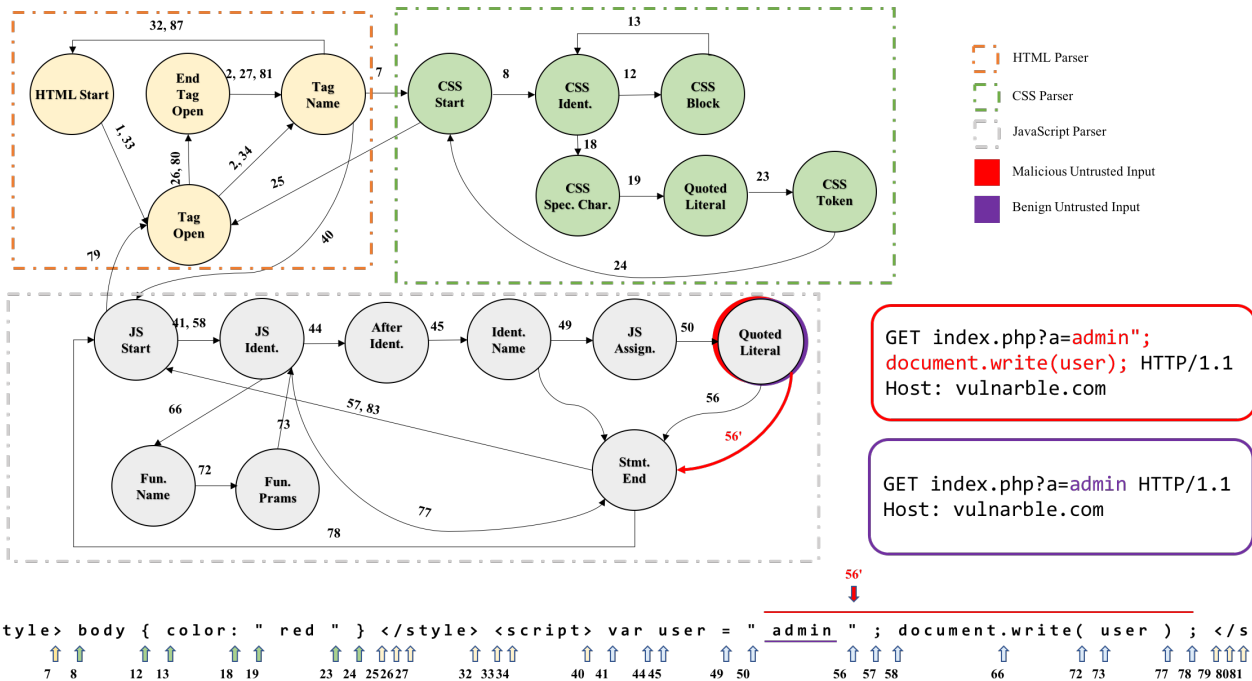 32, 87
HTML Start
End
Tag
Open
2, 27, 81
Tag
Name
7
1, 33
26, 80
2, 34
Tag
Open
25
40
79
13
CSS
Start
8
CSS
Ident.
12
CSS
Block
18
CSS
Spec. Char.
19
Quoted
Literal
23
CSS
Token
24
HTML Parser
CSS Parser
JavaScript Parser
Malicious Untrusted Input
Benign Untrusted Input
JS
Start
41, 58
JS
Ident.
44
After
Ident.
45
Ident.
Name
49
JS
Assign.
50
Quoted
Literal
66
73
57, 83
56
56'
Fun.
Name
72
Fun.
Prams
77
Stmt.
End
78
GET index.php?a=admin";
document.write(user); HTTP/1.1
Host: vulnarble.com
GET index.php?a=admin HTTP/1.1
Host: vulnarble.com
56'
tyle> body { color: " red " } </style> <script> var user = " admin " ; document.write( user ) ; </s
7 8 12 13 18 19 23 24 25 26 27 32 33 34 40 41 44 45 49 50 56 57 58 66 72 73 77 78 79 80 81